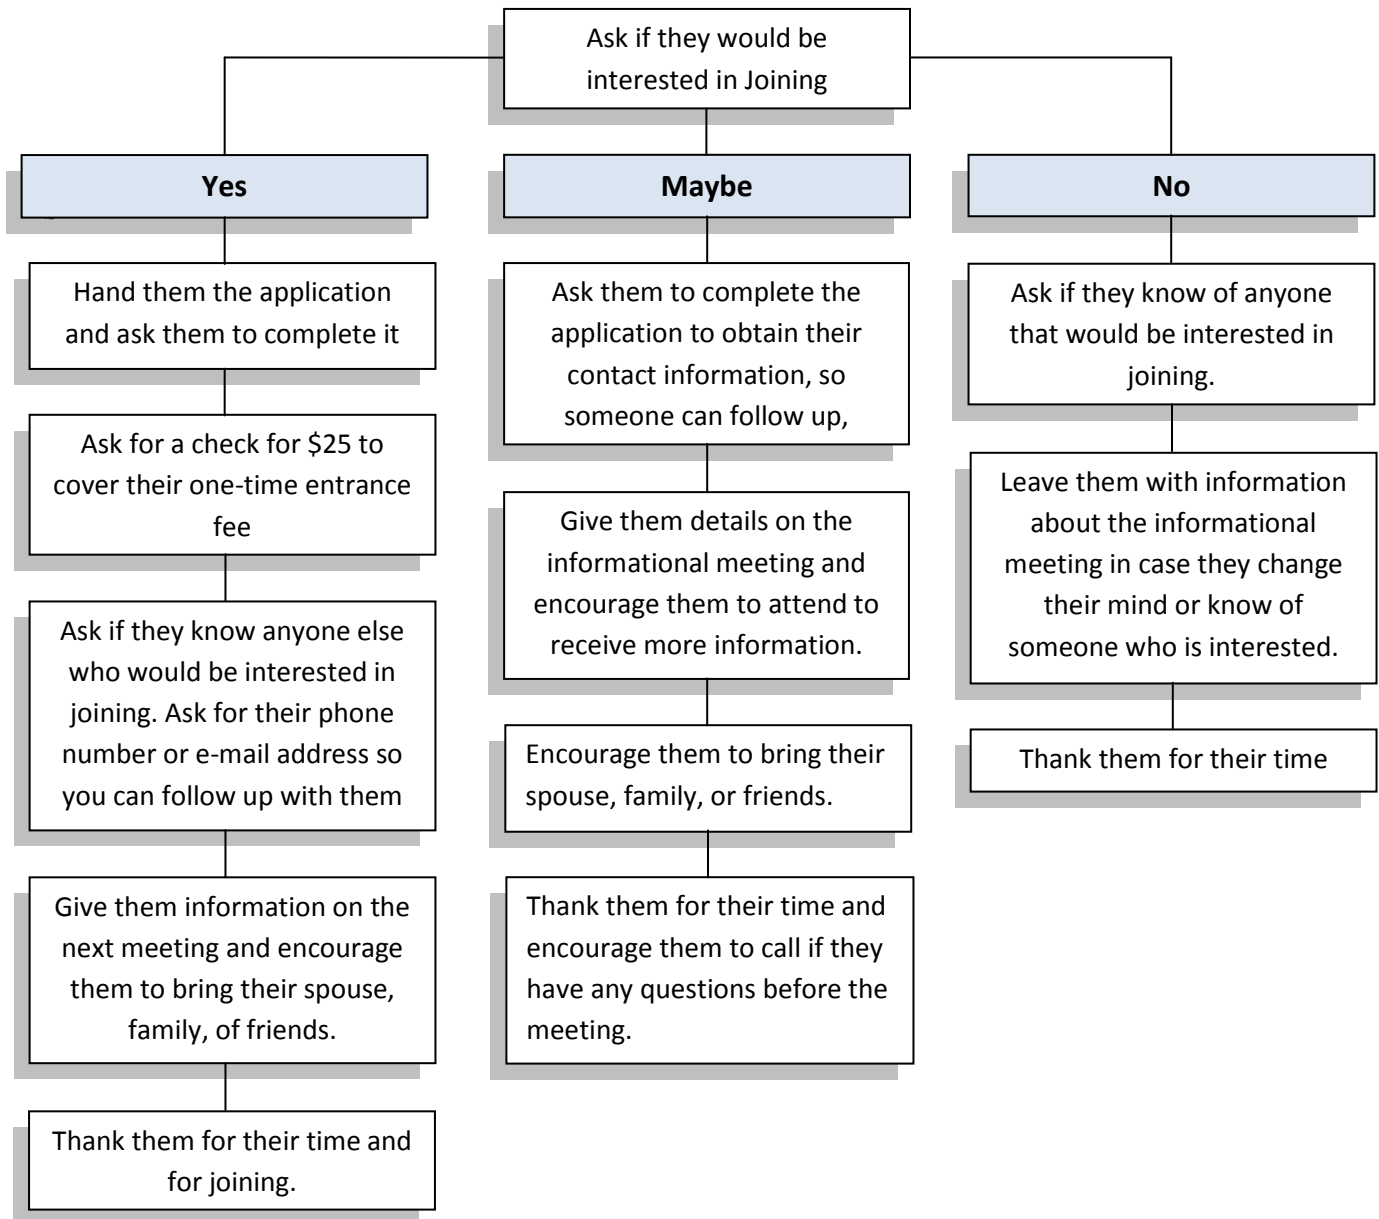 Ask if they would be
interested in Joining
Yes
Hand them the application
and ask them to complete it
Ask for a check for $25 to
cover their one-time entrance
fee
Ask if they know anyone else
who would be interested in
joining. Ask for their phone
number or e-mail address so
you can follow up with them
Give them information on the
next meeting and encourage
them to bring their spouse,
family, of friends.
Thank them for their time and
for joining.
Maybe
Ask them to complete the
application to obtain their
contact information, so
someone can follow up,
Give them details on the
informational meeting and
encourage them to attend to
receive more information.
Encourage them to bring their
spouse, family, or friends.
Thank them for their time and
encourage them to call if they
have any questions before the
meeting.
No
Ask if they know of anyone
that would be interested in
joining.
Leave them with information
about the informational
meeting in case they change
their mind or know of
someone who is interested.
Thank them for their time